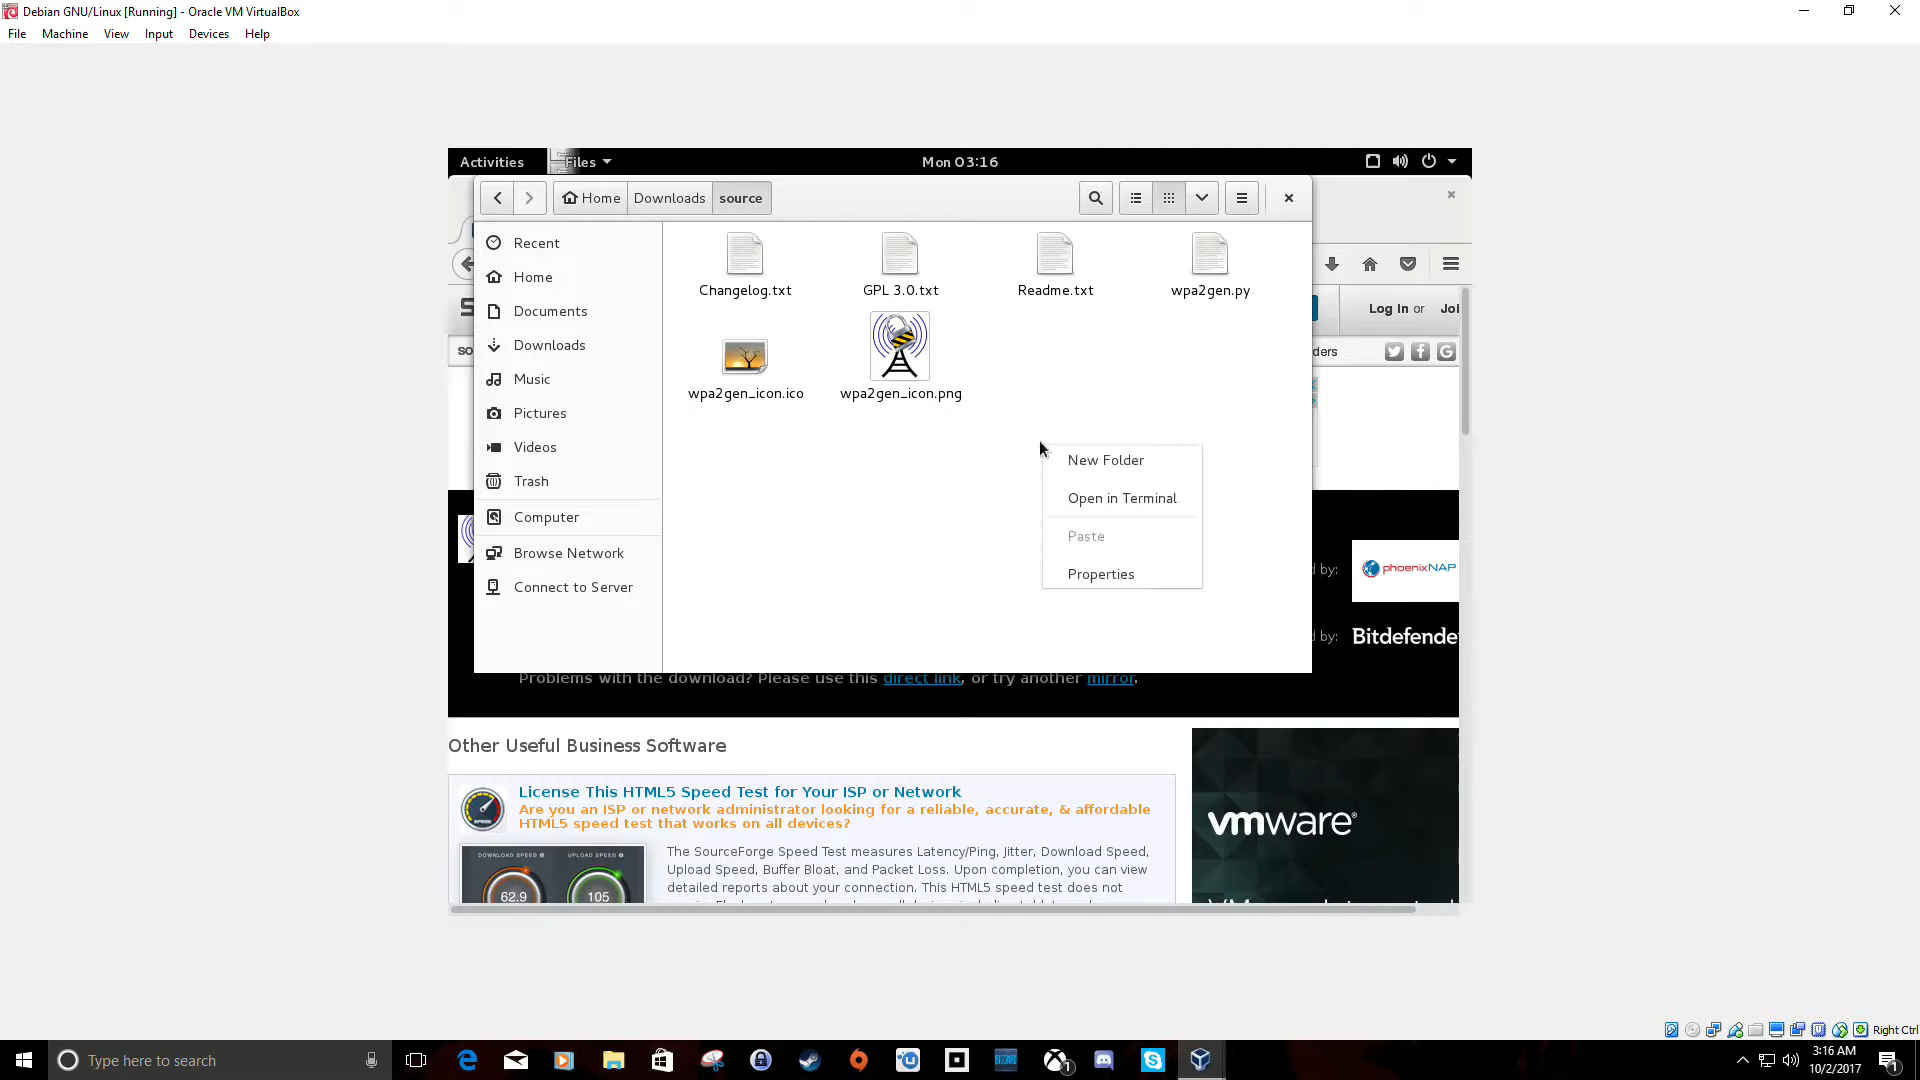 Debian GNU/Linux [Running] - Oracle VM VirtualBox
File Machine View Input Devices Help
Activities Files Mon 03:16
Home Downloads source
Recent
Home
Documents
Downloads
Music
Pictures
Videos
Trash
Computer
Browse Network
Connect to Server
Changelog.txt GPL 3.0.txt Readme.txt wpa2gen.py
wpa2gen_icon.ico wpa2gen_icon.png
New Folder
Open in Terminal
Paste
Properties
Log In or Joi
so ders
d by: phoenixNAP
d by: Bitdefende
Problems with the download? Please use this direct link, or try another mirror.
Other Useful Business Software
License This HTML5 Speed Test for Your ISP or Network
Are you an ISP or network administrator looking for a reliable, accurate, & affordable
HTML5 speed test that works on all devices?
DOWNLOAD SPEED UPLOAD SPEED
62.9 105
The SourceForge Speed Test measures Latency/Ping, Jitter, Download Speed,
Upload Speed, Buffer Bloat, and Packet Loss. Upon completion, you can view
detailed reports about your connection. This HTML5 speed test does not
vmware
Right Ctrl
Type here to search
3:16 AM
10/2/2017